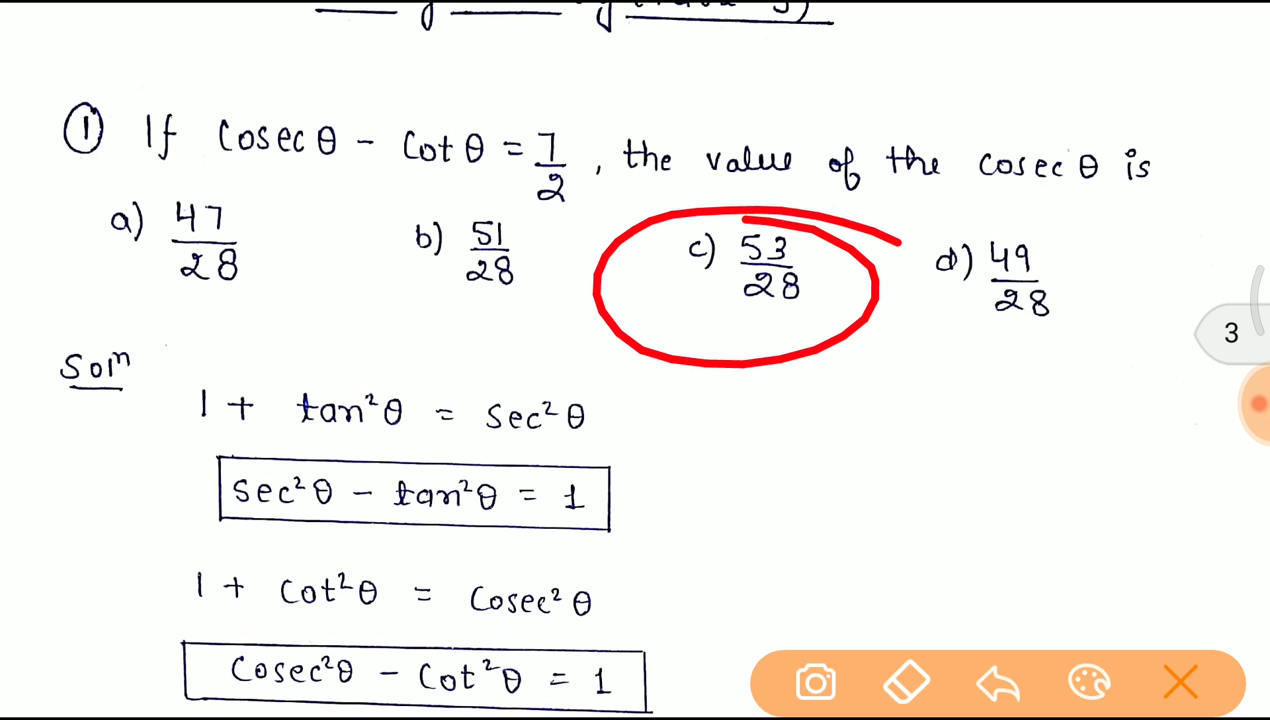 ① If Cosec θ - Cot θ = 7/2, the value of the cosec θ is
a) 47/28 b) 51/28 c) 53/28 d) 49/28
Soln
1 + tan²θ = sec²θ
sec²θ - tan²θ = 1
1 + Cot²θ = Cosec²θ
Cosec²θ - Cot²θ = 1
3